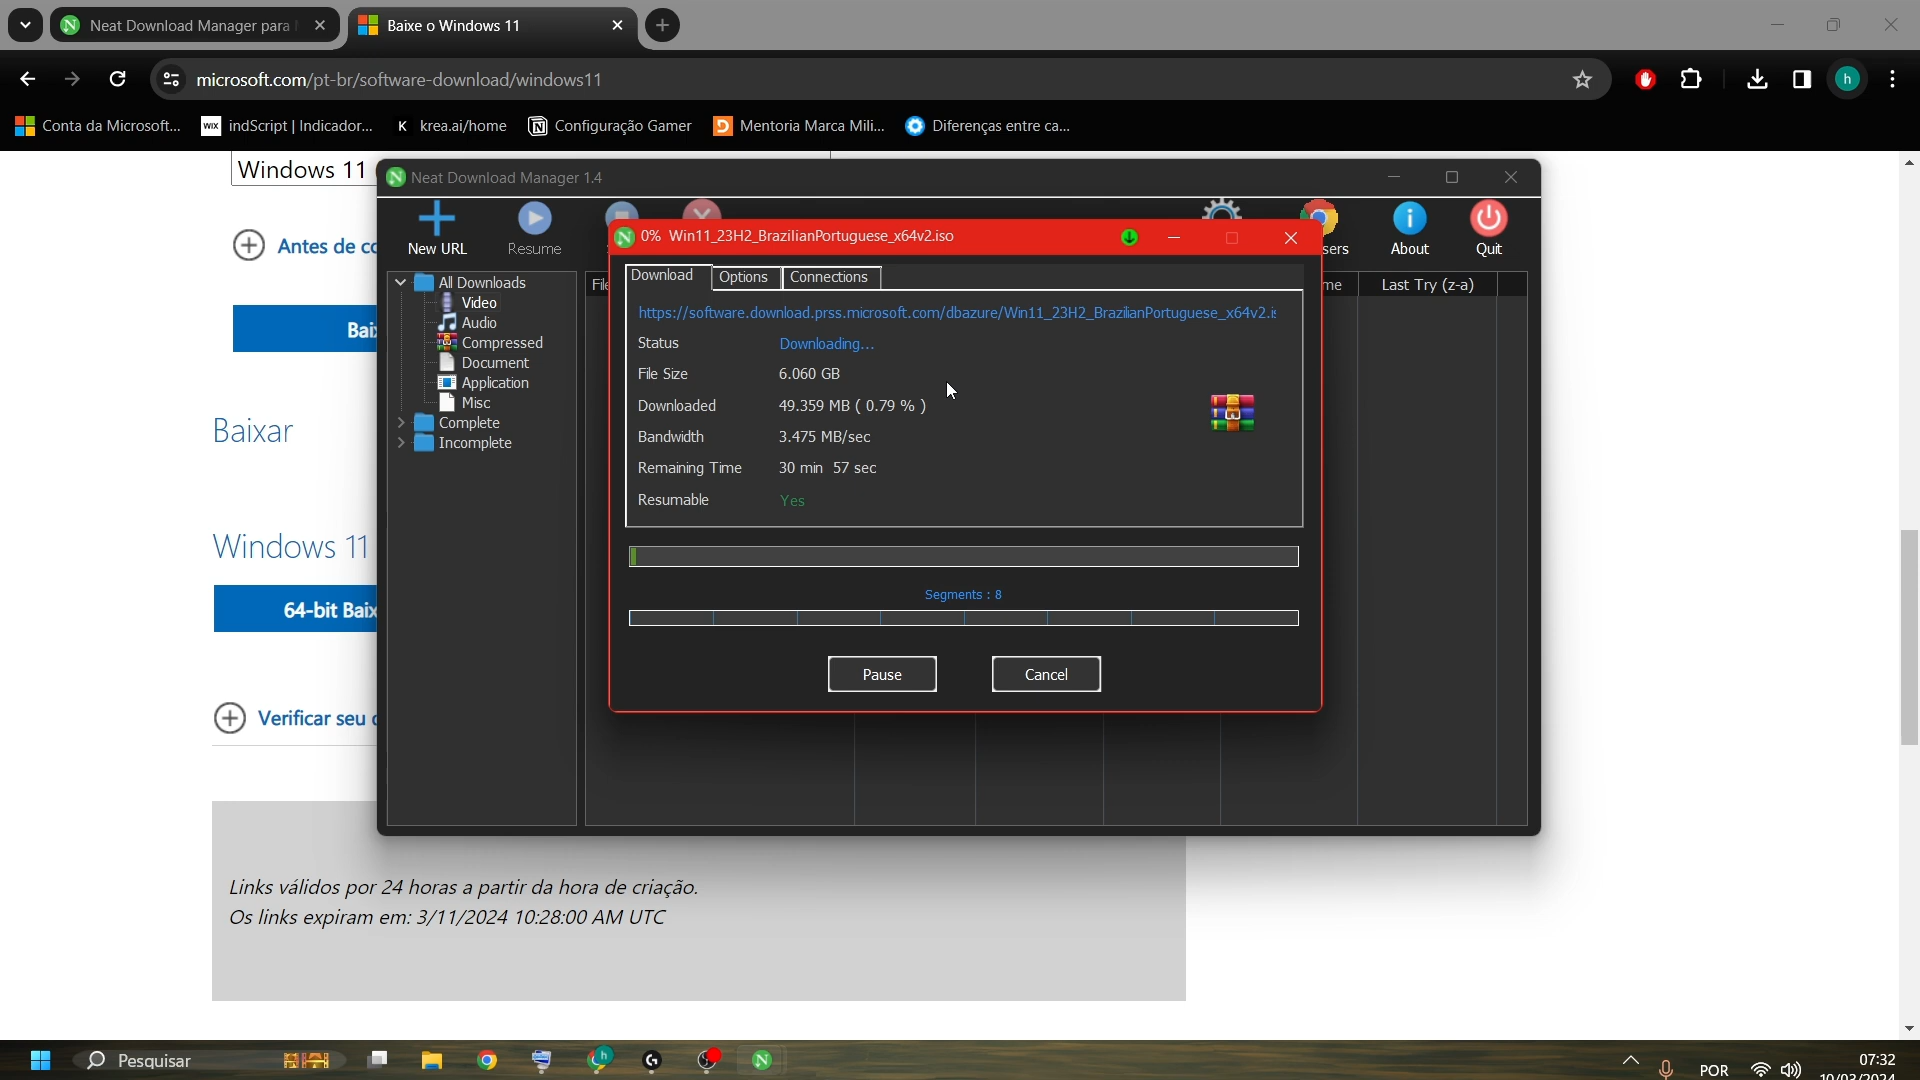 Neat Download Manager para
Baixe o Windows 11
microsoft.com/pt-br/software-download/windows11
Conta da Microsoft...
WIX indScript | Indicador...
K krea.ai/home
Configuração Gamer
Mentoria Marca Mili...
Diferenças entre ca...
Windows 11
Antes de co
Baix
Baixar
Windows 11
64-bit Baix
Verificar seu
Links válidos por 24 horas a partir da hora de criação.
Os links expiram em: 3/11/2024 10:28:00 AM UTC
Neat Download Manager 1.4
New URL
Resume
sers
About
Quit
All Downloads
Video
Audio
Compressed
Document
Application
Misc
Complete
Incomplete
File
me
Last Try (z-a)
0% Win11_23H2_BrazilianPortuguese_x64v2.iso
Download
Options
Connections
https://software.download.prss.microsoft.com/dbazure/Win11_23H2_BrazilianPortuguese_x64v2.is
Status Downloading...
File Size 6.060 GB
Downloaded 49.359 MB ( 0.79 % )
Bandwidth 3.475 MB/sec
Remaining Time 30 min 57 sec
Resumable Yes
Segments : 8
Pause
Cancel
Pesquisar
POR
07:32
10/03/2024